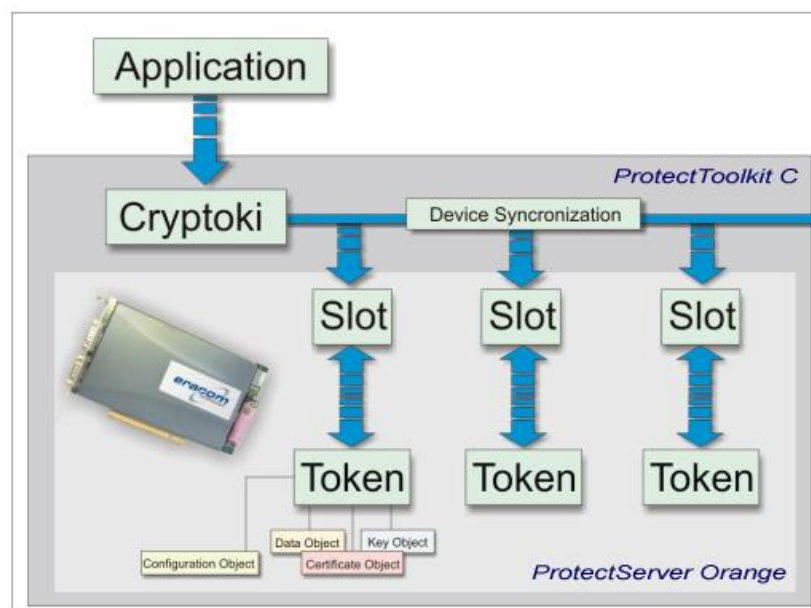 Application
ProtectToolkit C
Cryptoki
Device Syncronization
Slot
Slot
Slot
eracom
Token
Token
Token
Data Object
Key Object
Configuration Object
Certificate Object
ProtectServer Orange